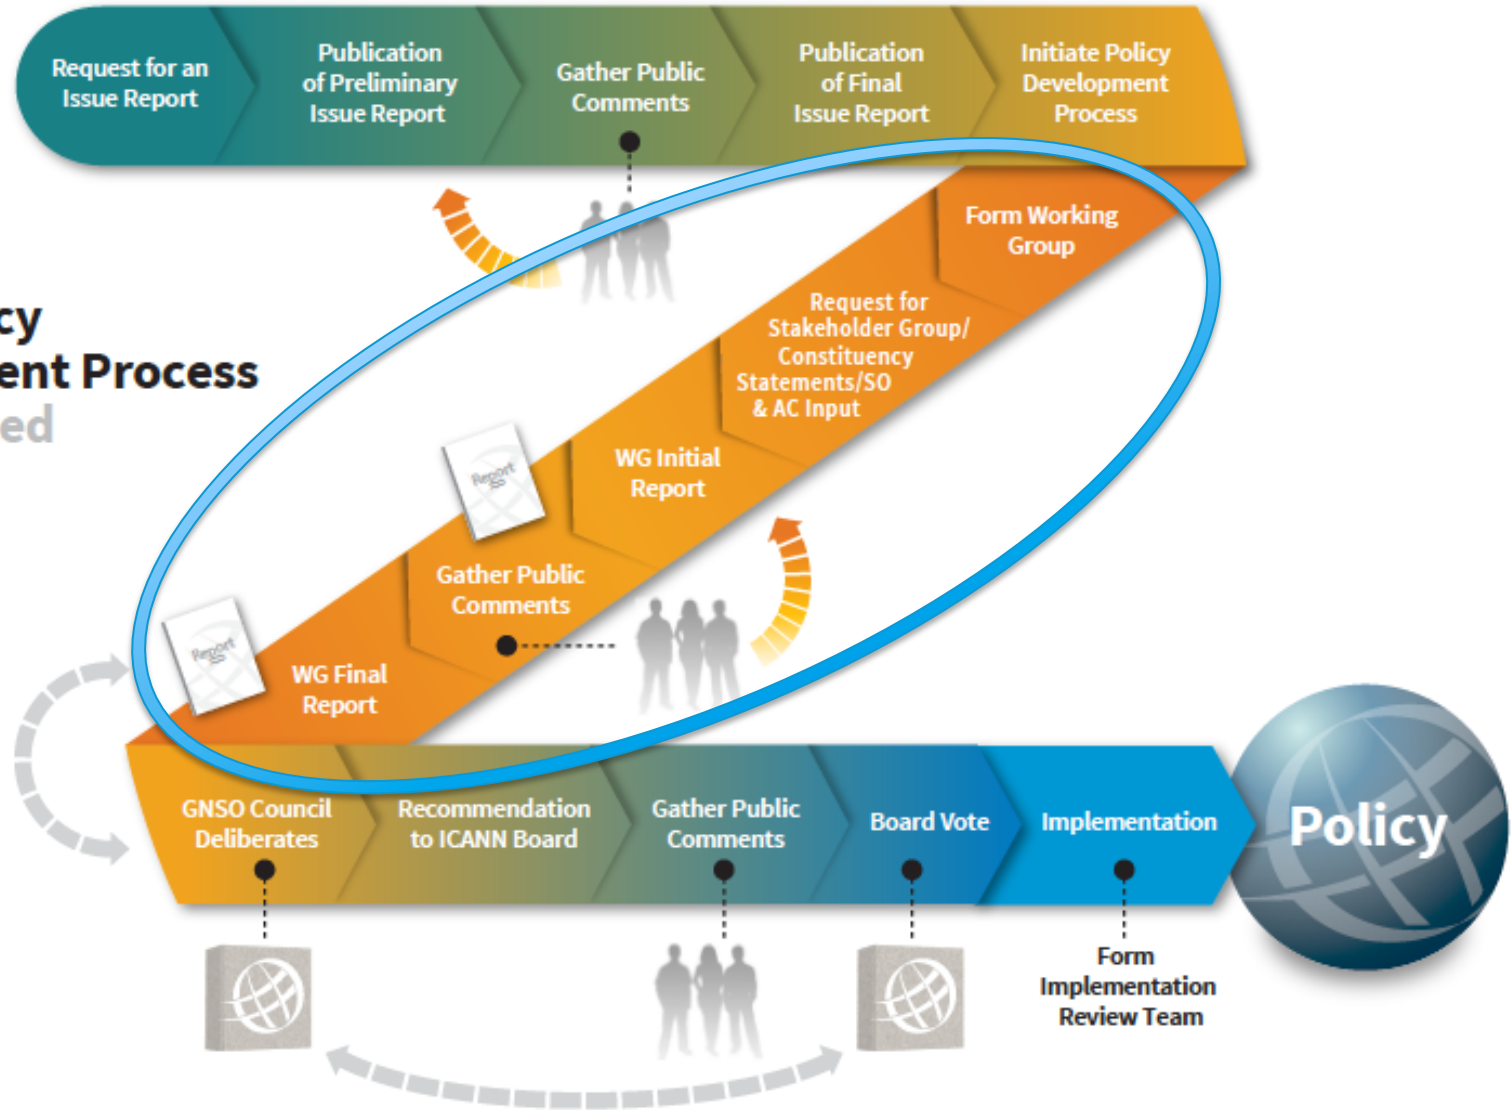 Request for an
Issue Report
Publication
of Preliminary
Issue Report
Gather Public
Comments
Publication
of Final
Issue Report
Initiate Policy
Development
Process
Form Working
Group
Request for
Stakeholder Group/
Constituency
Statements/SO
& AC Input
cy
ent Process
ed
WG Initial
Report
Report
Gather Public
Comments
Report
WG Final
Report
GNSO Council
Deliberates
Recommendation
to ICANN Board
Gather Public
Comments
Board Vote
Implementation
Policy
Form
Implementation
Review Team